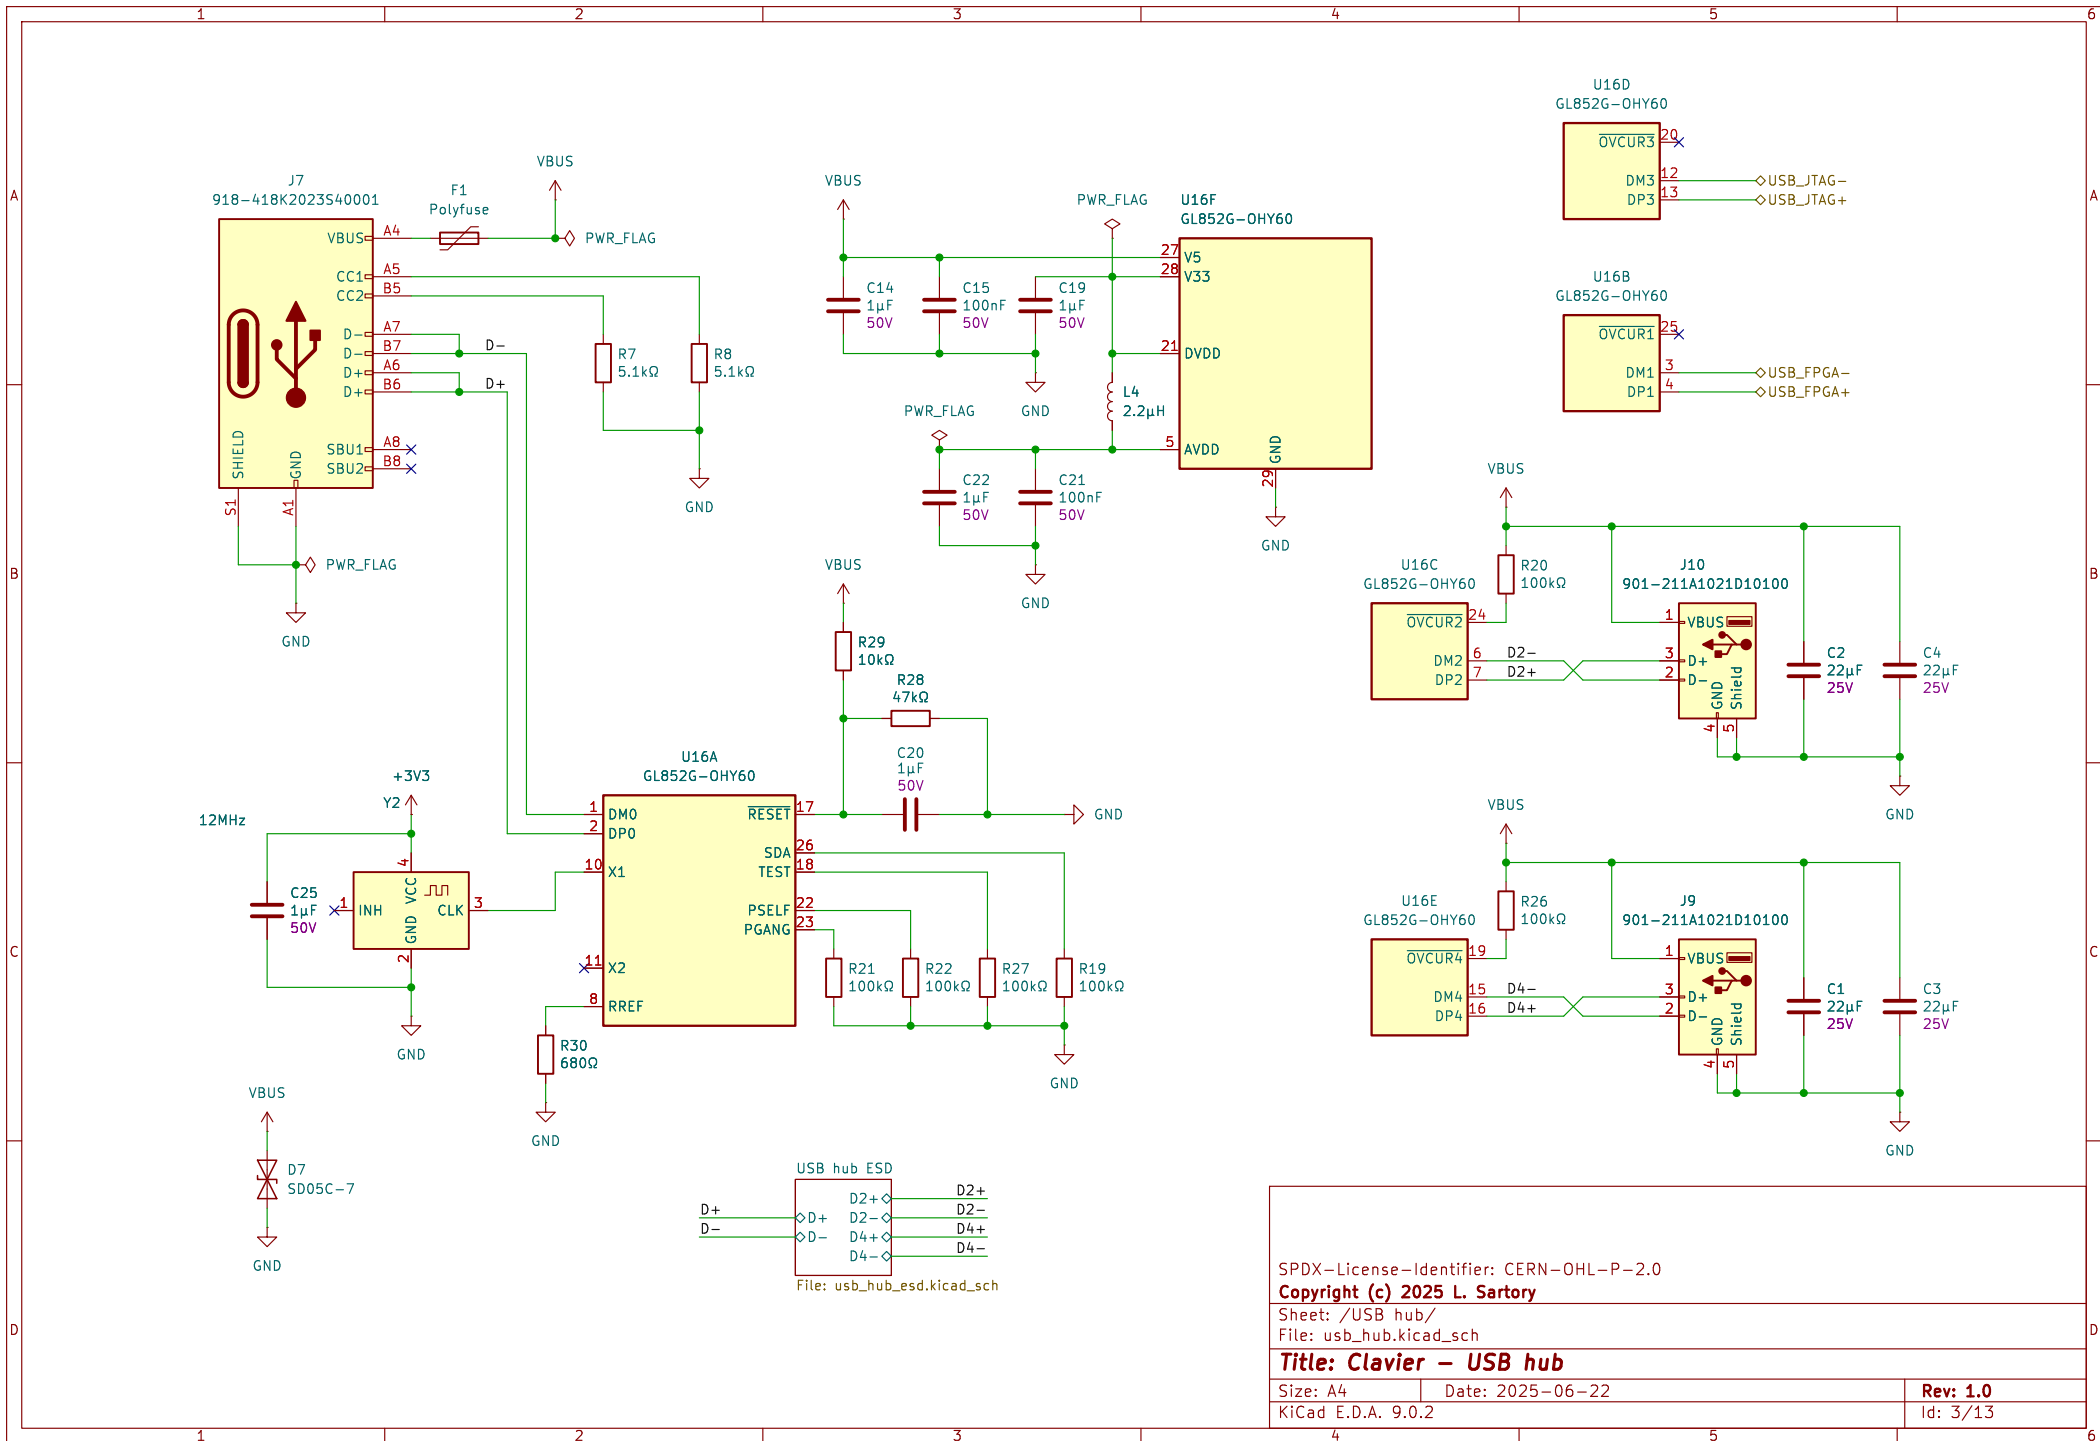 1 2 3 4 5 6
A
B
C
D
A
B
C
D
1 2 3 4 5 6
J7
918-418K2023S40001
VBUS
A4
CC1
A5
CC2
B5
D-
A7
D-
B7
D+
A6
D+
B6
SBU1
A8
SBU2
B8
SHIELD
GND
S1
A1
F1
Polyfuse
VBUS
PWR_FLAG
D-
D+
R7
5.1kΩ
R8
5.1kΩ
GND
PWR_FLAG
GND
VBUS
C14
1µF
50V
C15
100nF
50V
C19
1µF
50V
GND
PWR_FLAG
L4
2.2µH
PWR_FLAG
C22
1µF
50V
C21
100nF
50V
GND
U16F
GL852G-OHY60
27
V5
28
V33
21
DVDD
5
AVDD
GND
29
GND
U16D
GL852G-OHY60
OVCUR3
20
DM3
12
DP3
13
USB_JTAG-
USB_JTAG+
U16B
GL852G-OHY60
OVCUR1
25
DM1
3
DP1
4
USB_FPGA-
USB_FPGA+
VBUS
R20
100kΩ
U16C
GL852G-OHY60
OVCUR2
24
DM2
6
DP2
7
D2-
D2+
J10
901-211A1021D10100
1
VBUS
3
D+
2
D-
GND
Shield
4
5
C2
22µF
25V
C4
22µF
25V
GND
VBUS
R26
100kΩ
U16E
GL852G-OHY60
OVCUR4
19
DM4
15
DP4
16
D4-
D4+
J9
901-211A1021D10100
1
VBUS
3
D+
2
D-
GND
Shield
4
5
C1
22µF
25V
C3
22µF
25V
GND
VBUS
R29
10kΩ
R28
47kΩ
C20
1µF
50V
GND
U16A
GL852G-OHY60
1
DM0
2
DP0
10
X1
11
X2
8
RREF
RESET
17
SDA
26
TEST
18
PSELF
22
PGANG
23
R21
100kΩ
R22
100kΩ
R27
100kΩ
R19
100kΩ
GND
R30
680Ω
GND
+3V3
Y2
12MHz
C25
1µF
50V
1
INH
4
VCC
CLK
3
GND
2
GND
VBUS
D7
SD05C-7
GND
USB hub ESD
D+
D-
D+
D-
D2+
D2-
D4+
D4-
D2+
D2-
D4+
D4-
File: usb_hub_esd.kicad_sch
SPDX-License-Identifier: CERN-OHL-P-2.0
Copyright (c) 2025 L. Sartory
Sheet: /USB hub/
File: usb_hub.kicad_sch
Title: Clavier - USB hub
Size: A4
Date: 2025-06-22
Rev: 1.0
KiCad E.D.A. 9.0.2
Id: 3/13